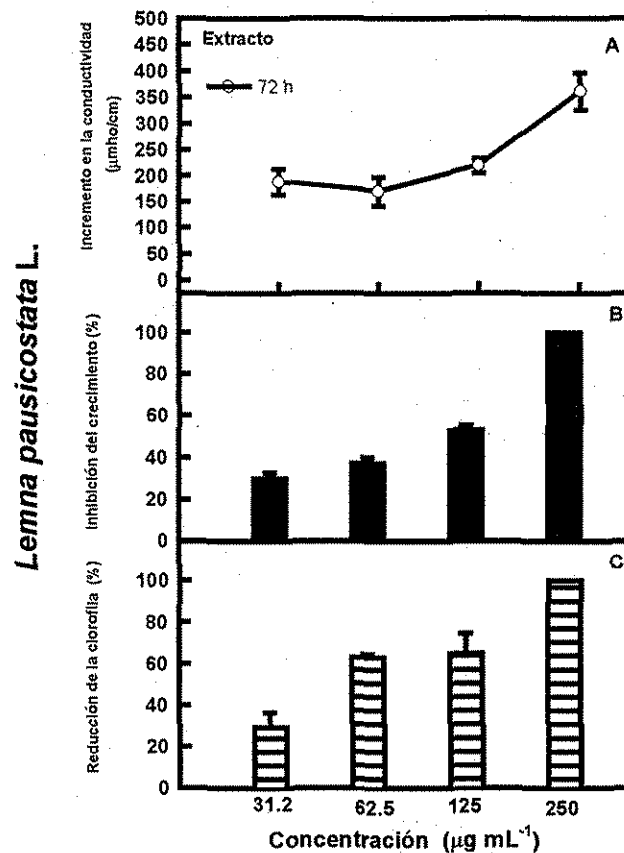 Lemna pausicostata L.
Incremento en la conductividad
(µmho/cm)
500
450
400
350
300
250
200
150
100
50
0
Extracto
72 h
A
Inhibición del crecimiento (%)
100
80
60
40
20
0
B
Reducción de la clorofila (%)
100
80
60
40
20
0
C
31.2 62.5 125 250
Concentración (µg mL⁻¹)